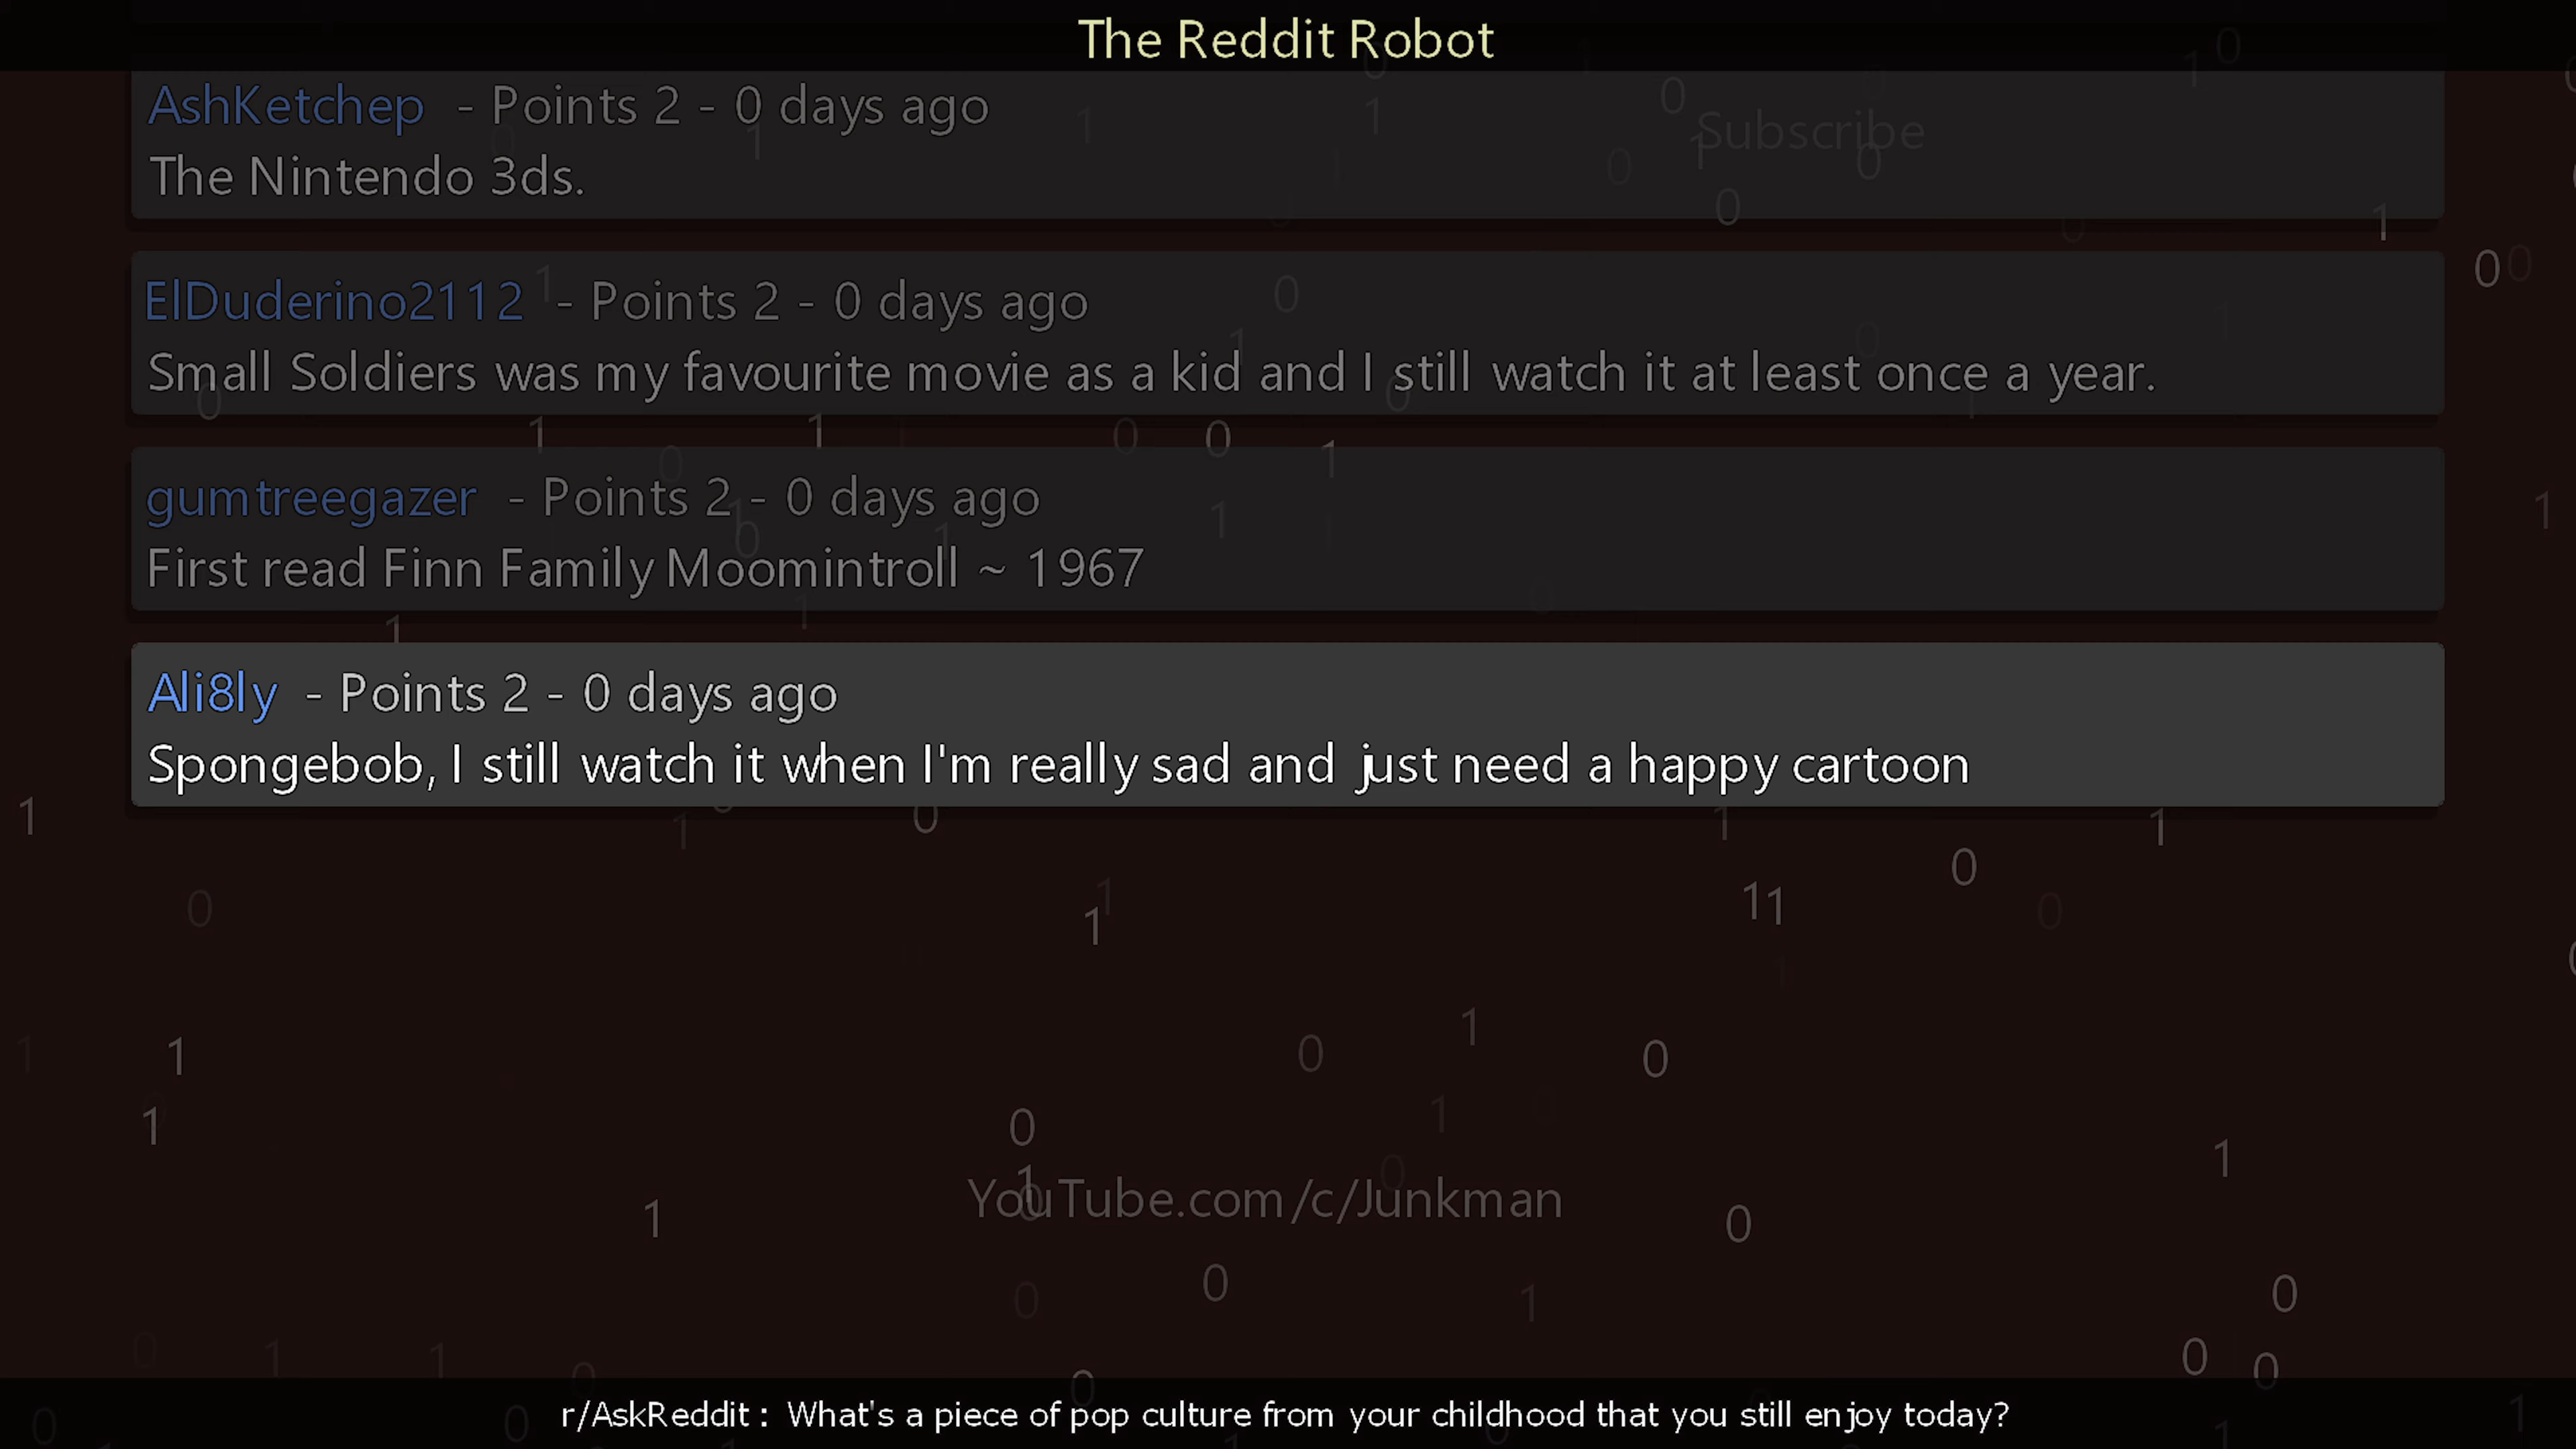 The Reddit Robot
AshKetchep - Points 2 - 0 days ago
Subscribe
The Nintendo 3ds.
ElDuderino2112 - Points 2 - 0 days ago
Small Soldiers was my favourite movie as a kid and I still watch it at least once a year.
gumtreegazer - Points 2 - 0 days ago
First read Finn Family Moomintroll ~ 1967
Ali8ly - Points 2 - 0 days ago
Spongebob, I still watch it when I'm really sad and just need a happy cartoon
YouTube.com/c/Junkman
r/AskReddit : What's a piece of pop culture from your childhood that you still enjoy today?